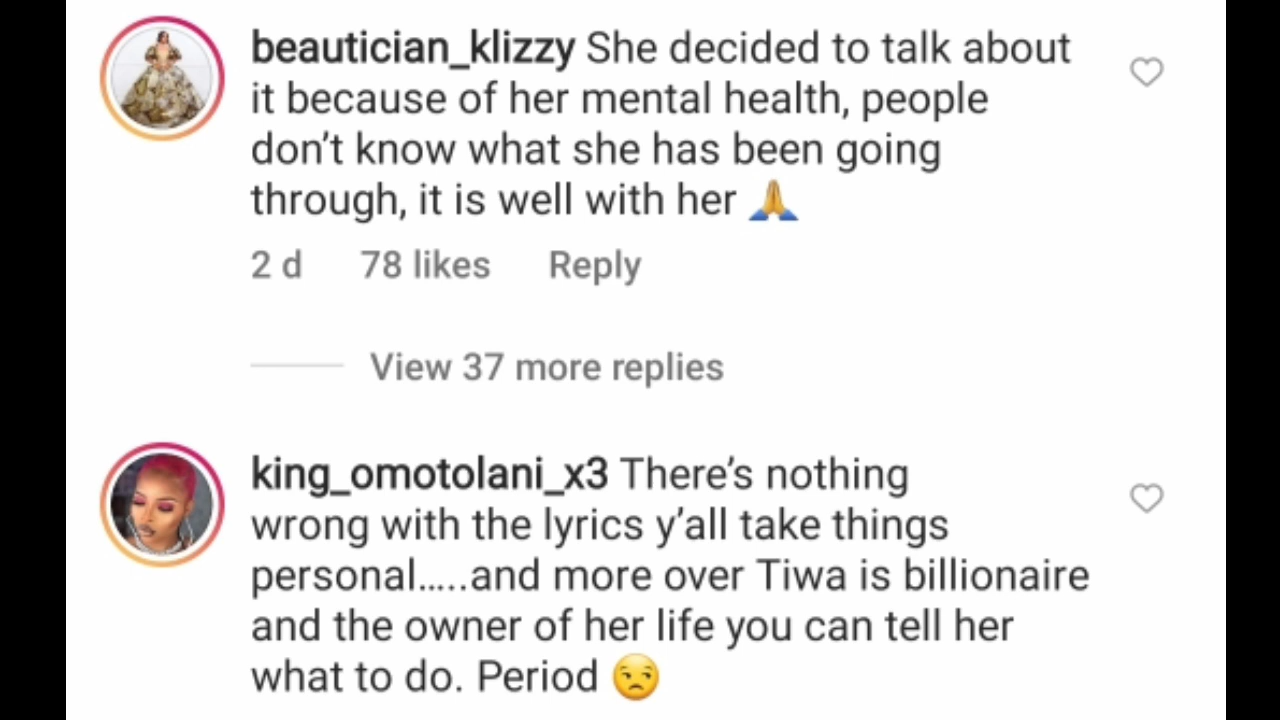 beautician_klizzy She decided to talk about
it because of her mental health, people
don’t know what she has been going
through, it is well with her 🙏
2 d 78 likes Reply
View 37 more replies
king_omotolani_x3 There’s nothing
wrong with the lyrics y’all take things
personal.....and more over Tiwa is billionaire
and the owner of her life you can tell her
what to do. Period 😒